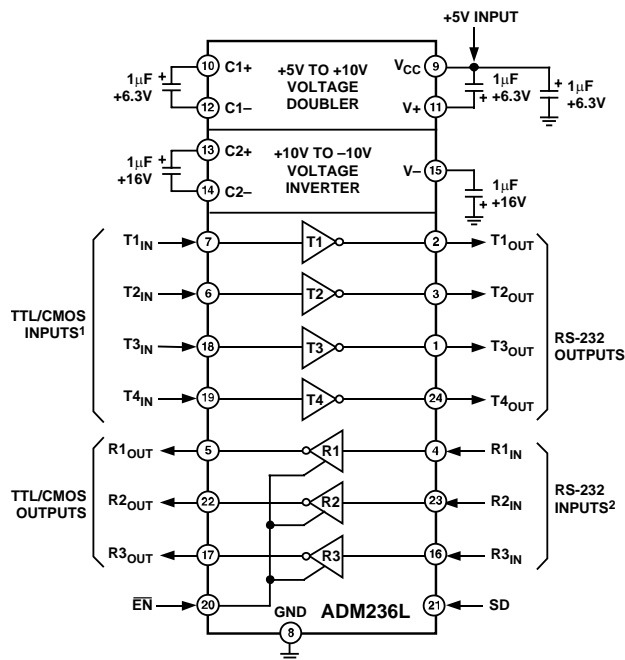 +5V INPUT
10 C1+ +5V TO +10V VOLTAGE DOUBLER VCC 9
1μF +6.3V
12 C1– V+ 11
1μF +6.3V
1μF +6.3V
13 C2+ +10V TO –10V VOLTAGE INVERTER V– 15
1μF +16V
14 C2–
1μF +16V
TTL/CMOS INPUTS1
T1IN 7 T1 2 T1OUT
T2IN 6 T2 3 T2OUT
T3IN 18 T3 1 T3OUT
T4IN 19 T4 24 T4OUT
RS-232 OUTPUTS
TTL/CMOS OUTPUTS
R1OUT 5 R1 4 R1IN
R2OUT 22 R2 23 R2IN
R3OUT 17 R3 16 R3IN
RS-232 INPUTS2
EN 20 GND ADM236L 21 SD
8